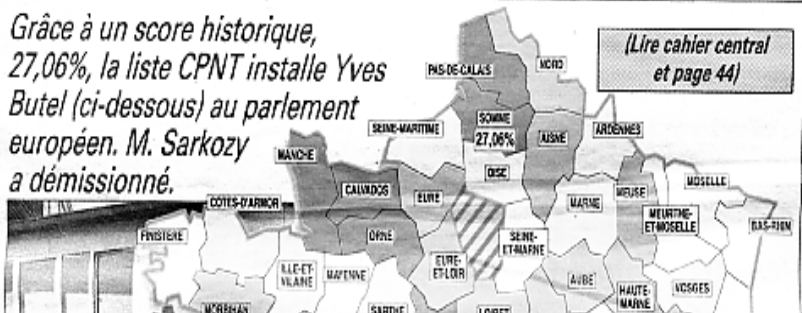 Grâce à un score historique,
27,06%, la liste CPNT installe Yves
Butel (ci-dessous) au parlement
européen. M. Sarkozy
a démissionné.
(Lire cahier central
et page 44)
NORD
PAS-DE-CALAIS
SOMME
27,06%
SEINE-MARITIME
AISNE
ARDENNES
MANCHE
OISE
MOSELLE
CALVADOS
EURE
MARNE
MEUSE
COTES-D'ARMOR
MEURTHE-
ET-MOSELLE
BAS-RHIN
FINISTERE
ORNE
SEINE-
ET-MARNE
EURE-
ET-LOIR
ILLE-ET-
VILAINE
MAYENNE
AUBE
HAUTE-
MARNE
VOSGES
MORBIHAN
SARTHE
LOIRET